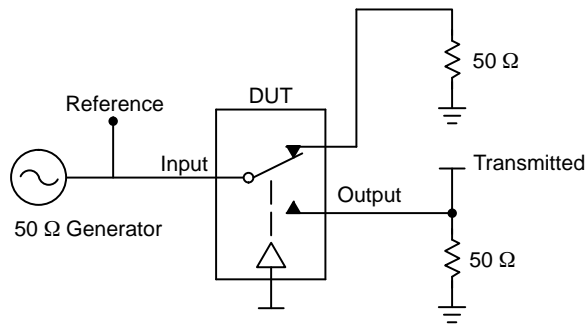 50 Ω
Reference
DUT
Input
Transmitted
Output
50 Ω Generator
50 Ω